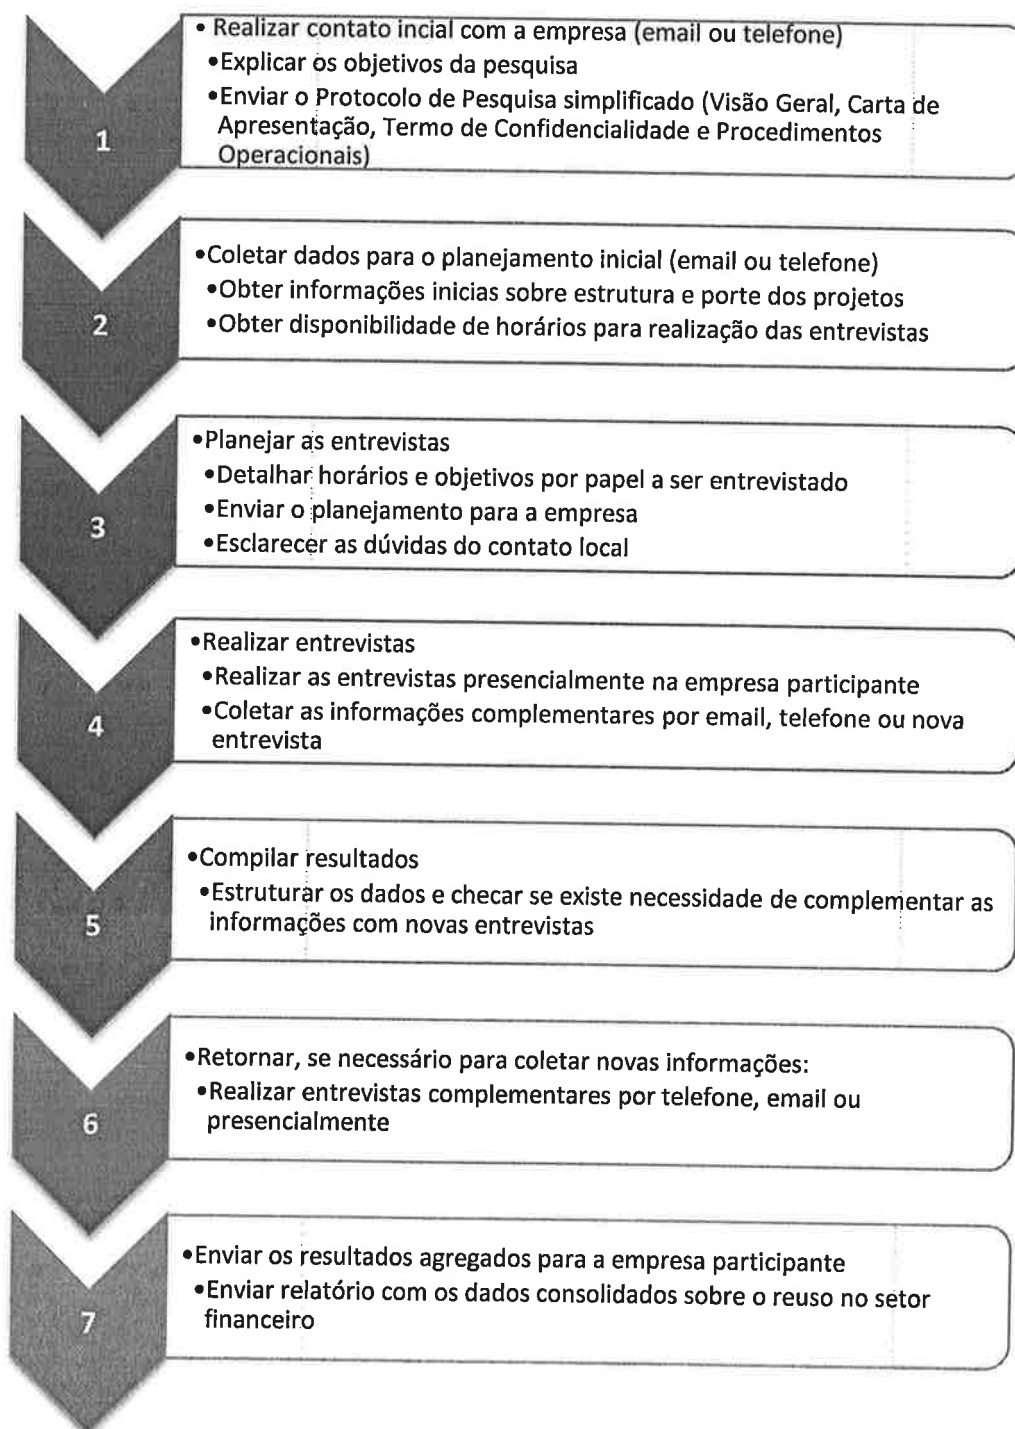 1
• Realizar contato incial com a empresa (email ou telefone)
•Explicar os objetivos da pesquisa
•Enviar o Protocolo de Pesquisa simplificado (Visão Geral, Carta de
Apresentação, Termo de Confidencialidade e Procedimentos
Operacionais)
2
•Coletar dados para o planejamento inicial (email ou telefone)
•Obter informações inicias sobre estrutura e porte dos projetos
•Obter disponibilidade de horários para realização das entrevistas
3
•Planejar as entrevistas
•Detalhar horários e objetivos por papel a ser entrevistado
•Enviar o planejamento para a empresa
•Esclarecer as dúvidas do contato local
4
•Realizar entrevistas
•Realizar as entrevistas presencialmente na empresa participante
•Coletar as informações complementares por email, telefone ou nova
entrevista
5
•Compilar resultados
•Estruturar os dados e checar se existe necessidade de complementar as
informações com novas entrevistas
6
•Retornar, se necessário para coletar novas informações:
•Realizar entrevistas complementares por telefone, email ou
presencialmente
7
•Enviar os resultados agregados para a empresa participante
•Enviar relatório com os dados consolidados sobre o reuso no setor
financeiro